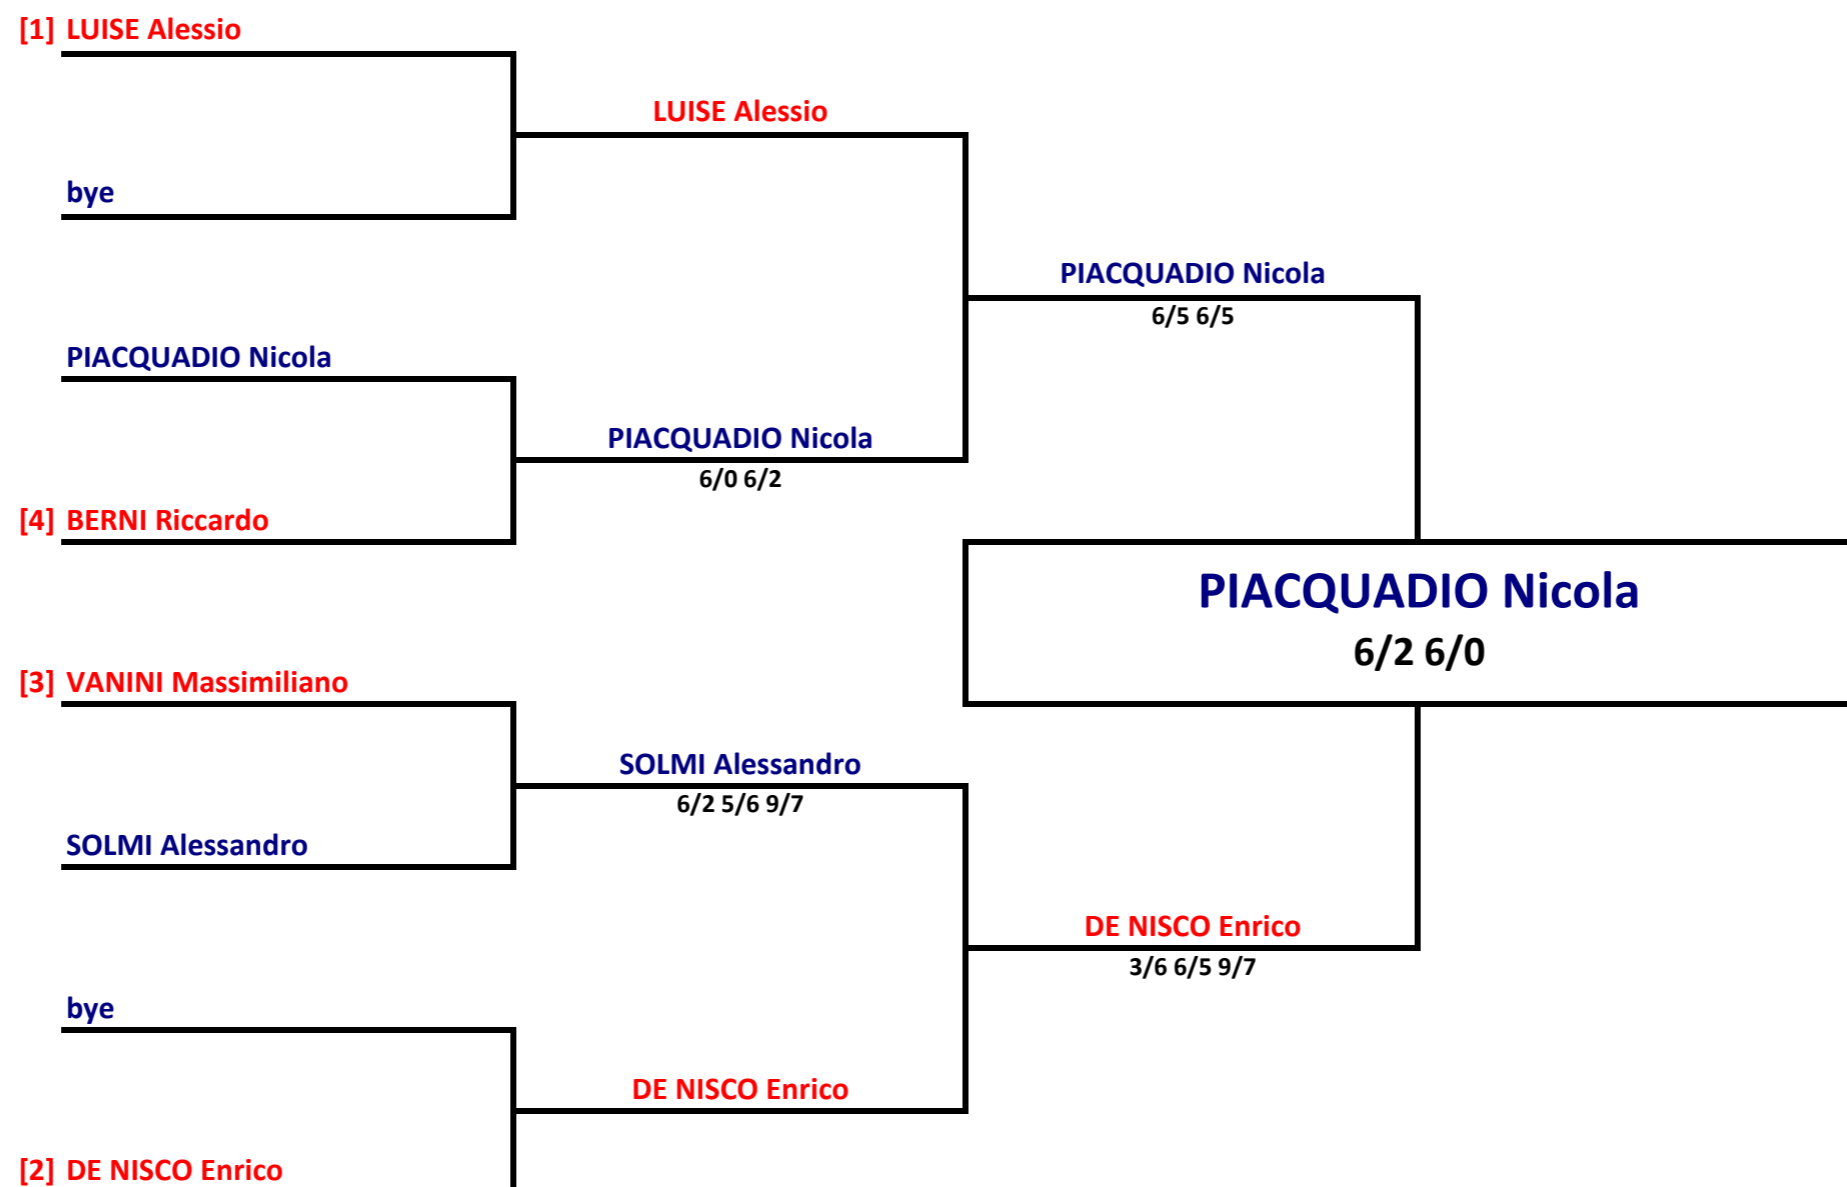 [1] LUISE Alessio
LUISE Alessio
bye
PIACQUADIO Nicola
6/5 6/5
PIACQUADIO Nicola
PIACQUADIO Nicola
6/0 6/2
[4] BERNI Riccardo
PIACQUADIO Nicola
6/2 6/0
[3] VANINI Massimiliano
SOLMI Alessandro
6/2 5/6 9/7
SOLMI Alessandro
DE NISCO Enrico
3/6 6/5 9/7
bye
DE NISCO Enrico
[2] DE NISCO Enrico